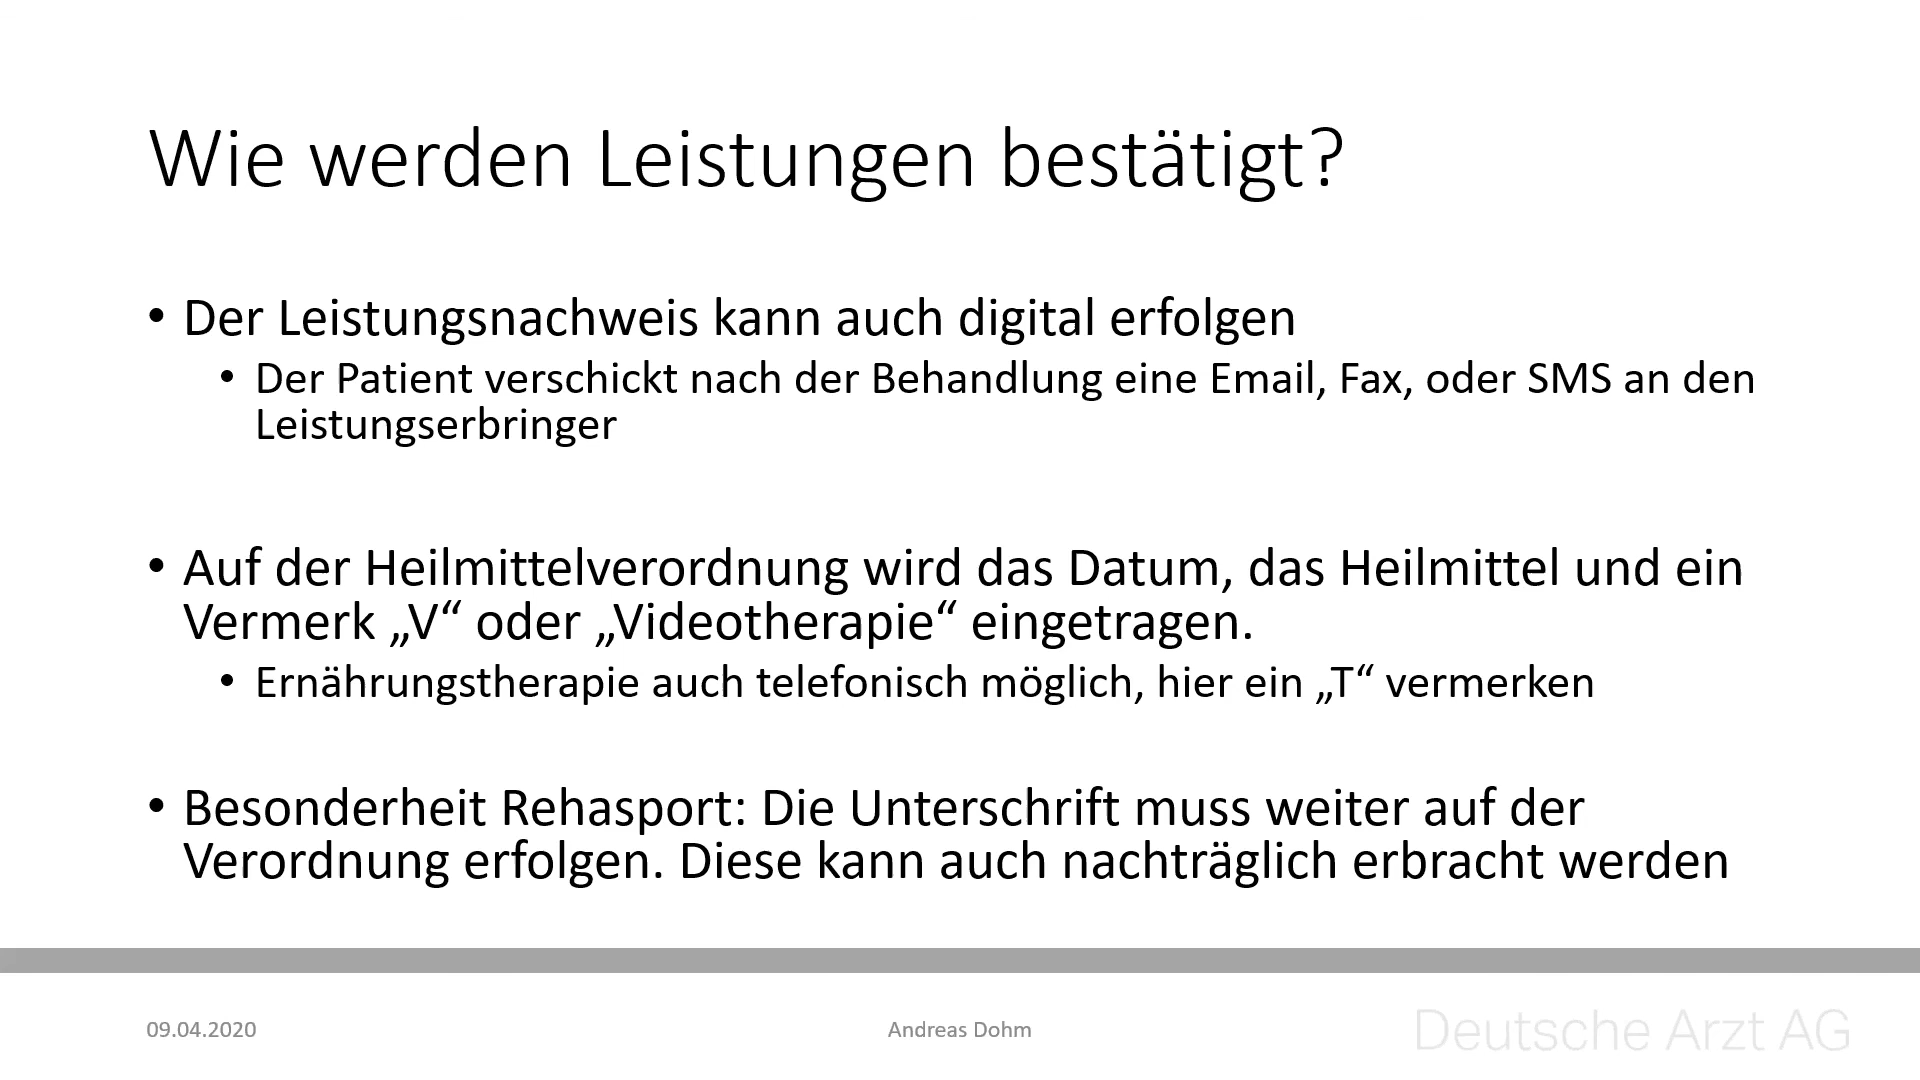 Wie werden Leistungen bestätigt?
• Der Leistungsnachweis kann auch digital erfolgen
• Der Patient verschickt nach der Behandlung eine Email, Fax, oder SMS an den
Leistungserbringer
• Auf der Heilmittelverordnung wird das Datum, das Heilmittel und ein
Vermerk „V“ oder „Videotherapie“ eingetragen.
• Ernährungstherapie auch telefonisch möglich, hier ein „T“ vermerken
• Besonderheit Rehasport: Die Unterschrift muss weiter auf der
Verordnung erfolgen. Diese kann auch nachträglich erbracht werden
09.04.2020
Andreas Dohm
Deutsche Arzt AG